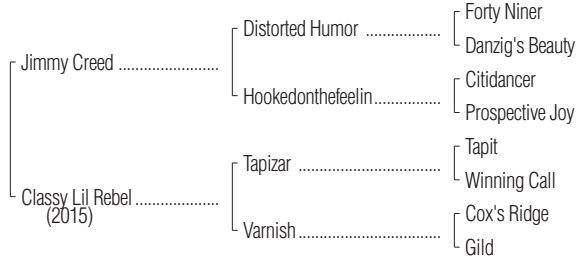 Forty Niner
Distorted Humor ..................
Danzig's Beauty
Jimmy Creed ........................
Citidancer
Hookedonthefeelin................
Prospective Joy
Tapit
Tapizar ..................................
Winning Call
Classy Lil Rebel ....................
(2015)
Cox's Ridge
Varnish..................................
Gild